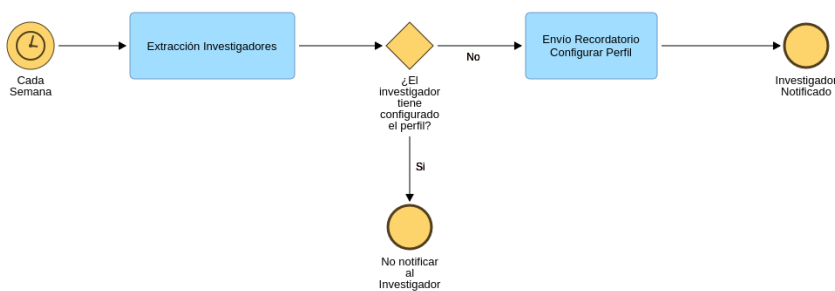 Cada
Semana
Extracción Investigadores
¿El
investigador
tiene
configurado
el perfil?
No
Envío Recordatorio
Configurar Perfil
Investigador
Notificado
Si
No notificar
al
Investigador